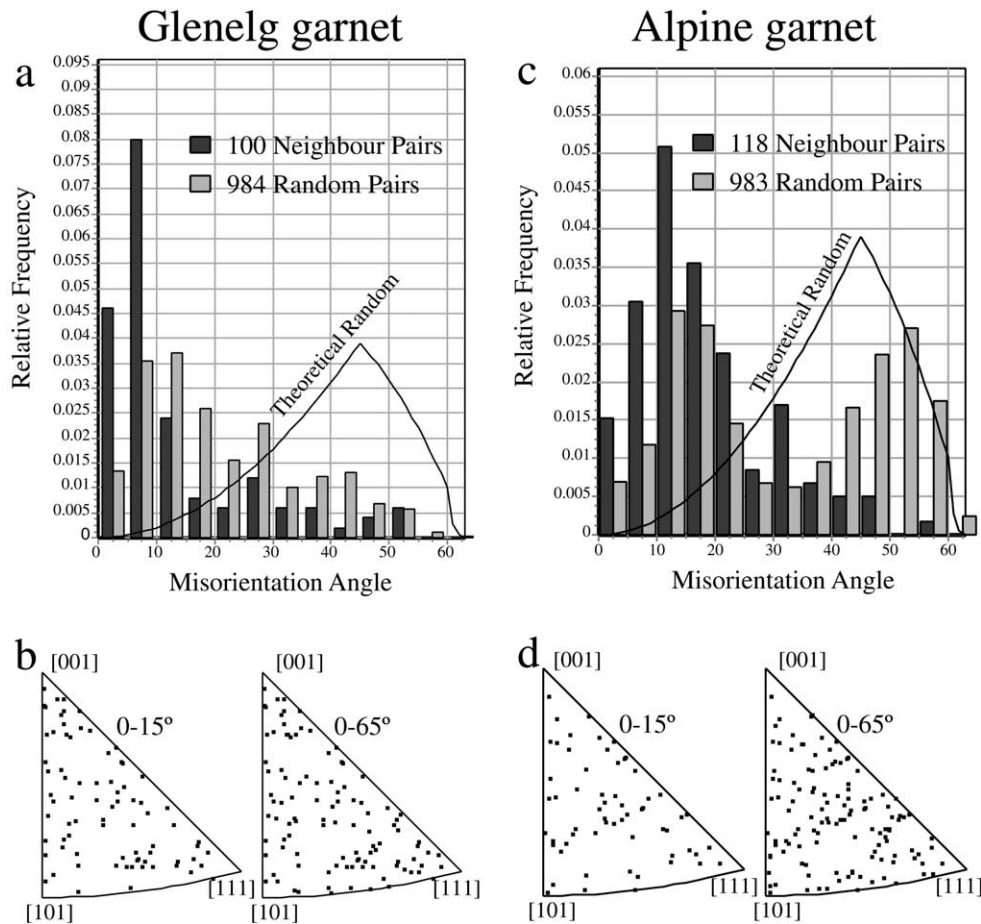 Glenelg garnet
Alpine garnet
a
0.095
0.09
0.085
0.08
0.075
0.07
0.065
0.06
0.055
0.05
0.045
0.04
0.035
0.03
0.025
0.02
0.015
0.01
0.005
0
Relative Frequency
100 Neighbour Pairs
984 Random Pairs
Theoretical Random
0 10 20 30 40 50 60
Misorientation Angle
c
0.06
0.055
0.05
0.045
0.04
0.035
0.03
0.025
0.02
0.015
0.01
0.005
0
Relative Frequency
118 Neighbour Pairs
983 Random Pairs
Theoretical Random
0 10 20 30 40 50 60
Misorientation Angle
b
[001]
0-15º
[101]
[111]
[001]
0-65º
[101]
[111]
d
[001]
0-15º
[101]
[111]
[001]
0-65º
[101]
[111]